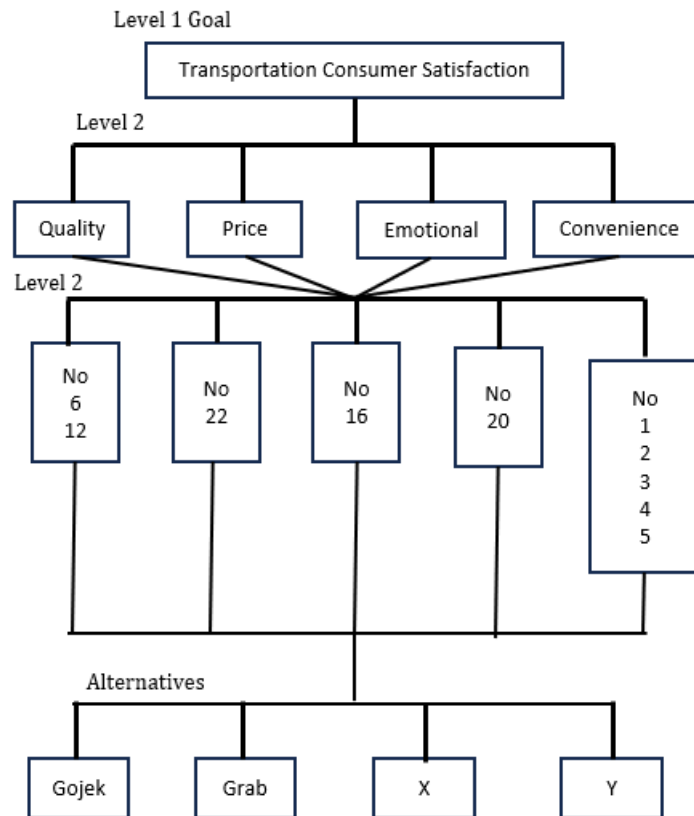 Level 1 Goal
Transportation Consumer Satisfaction
Level 2
Quality
Price
Emotional
Convenience
Level 2
No
6
12
No
22
No
16
No
20
No
1
2
3
4
5
Alternatives
Gojek
Grab
X
Y